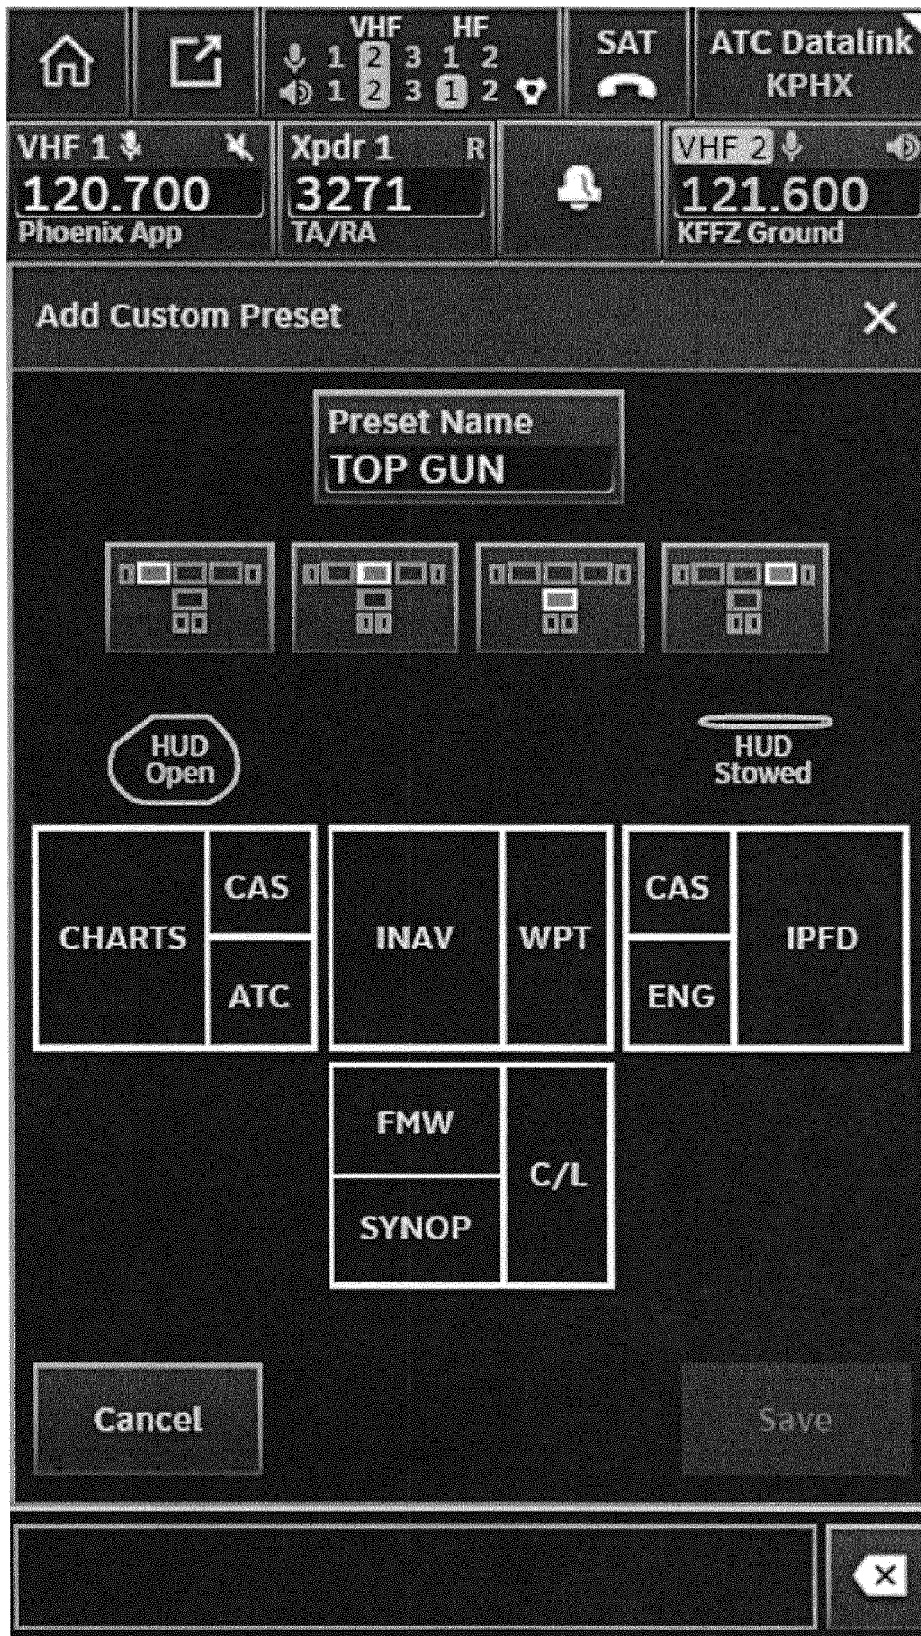 VHF HF
1 2 3 1 2
1 2 3 1 2
SAT
ATC Datalink
KPHX
VHF 1
120.700
Phoenix App
Xpdr 1 R
3271
TA/RA
VHF 2
121.600
KFFZ Ground
Add Custom Preset
Preset Name
TOP GUN
HUD
Open
HUD
Stowed
CHARTS
CAS
ATC
INAV
WPT
CAS
ENG
IPFD
FMW
SYNOP
C/L
Cancel
Save